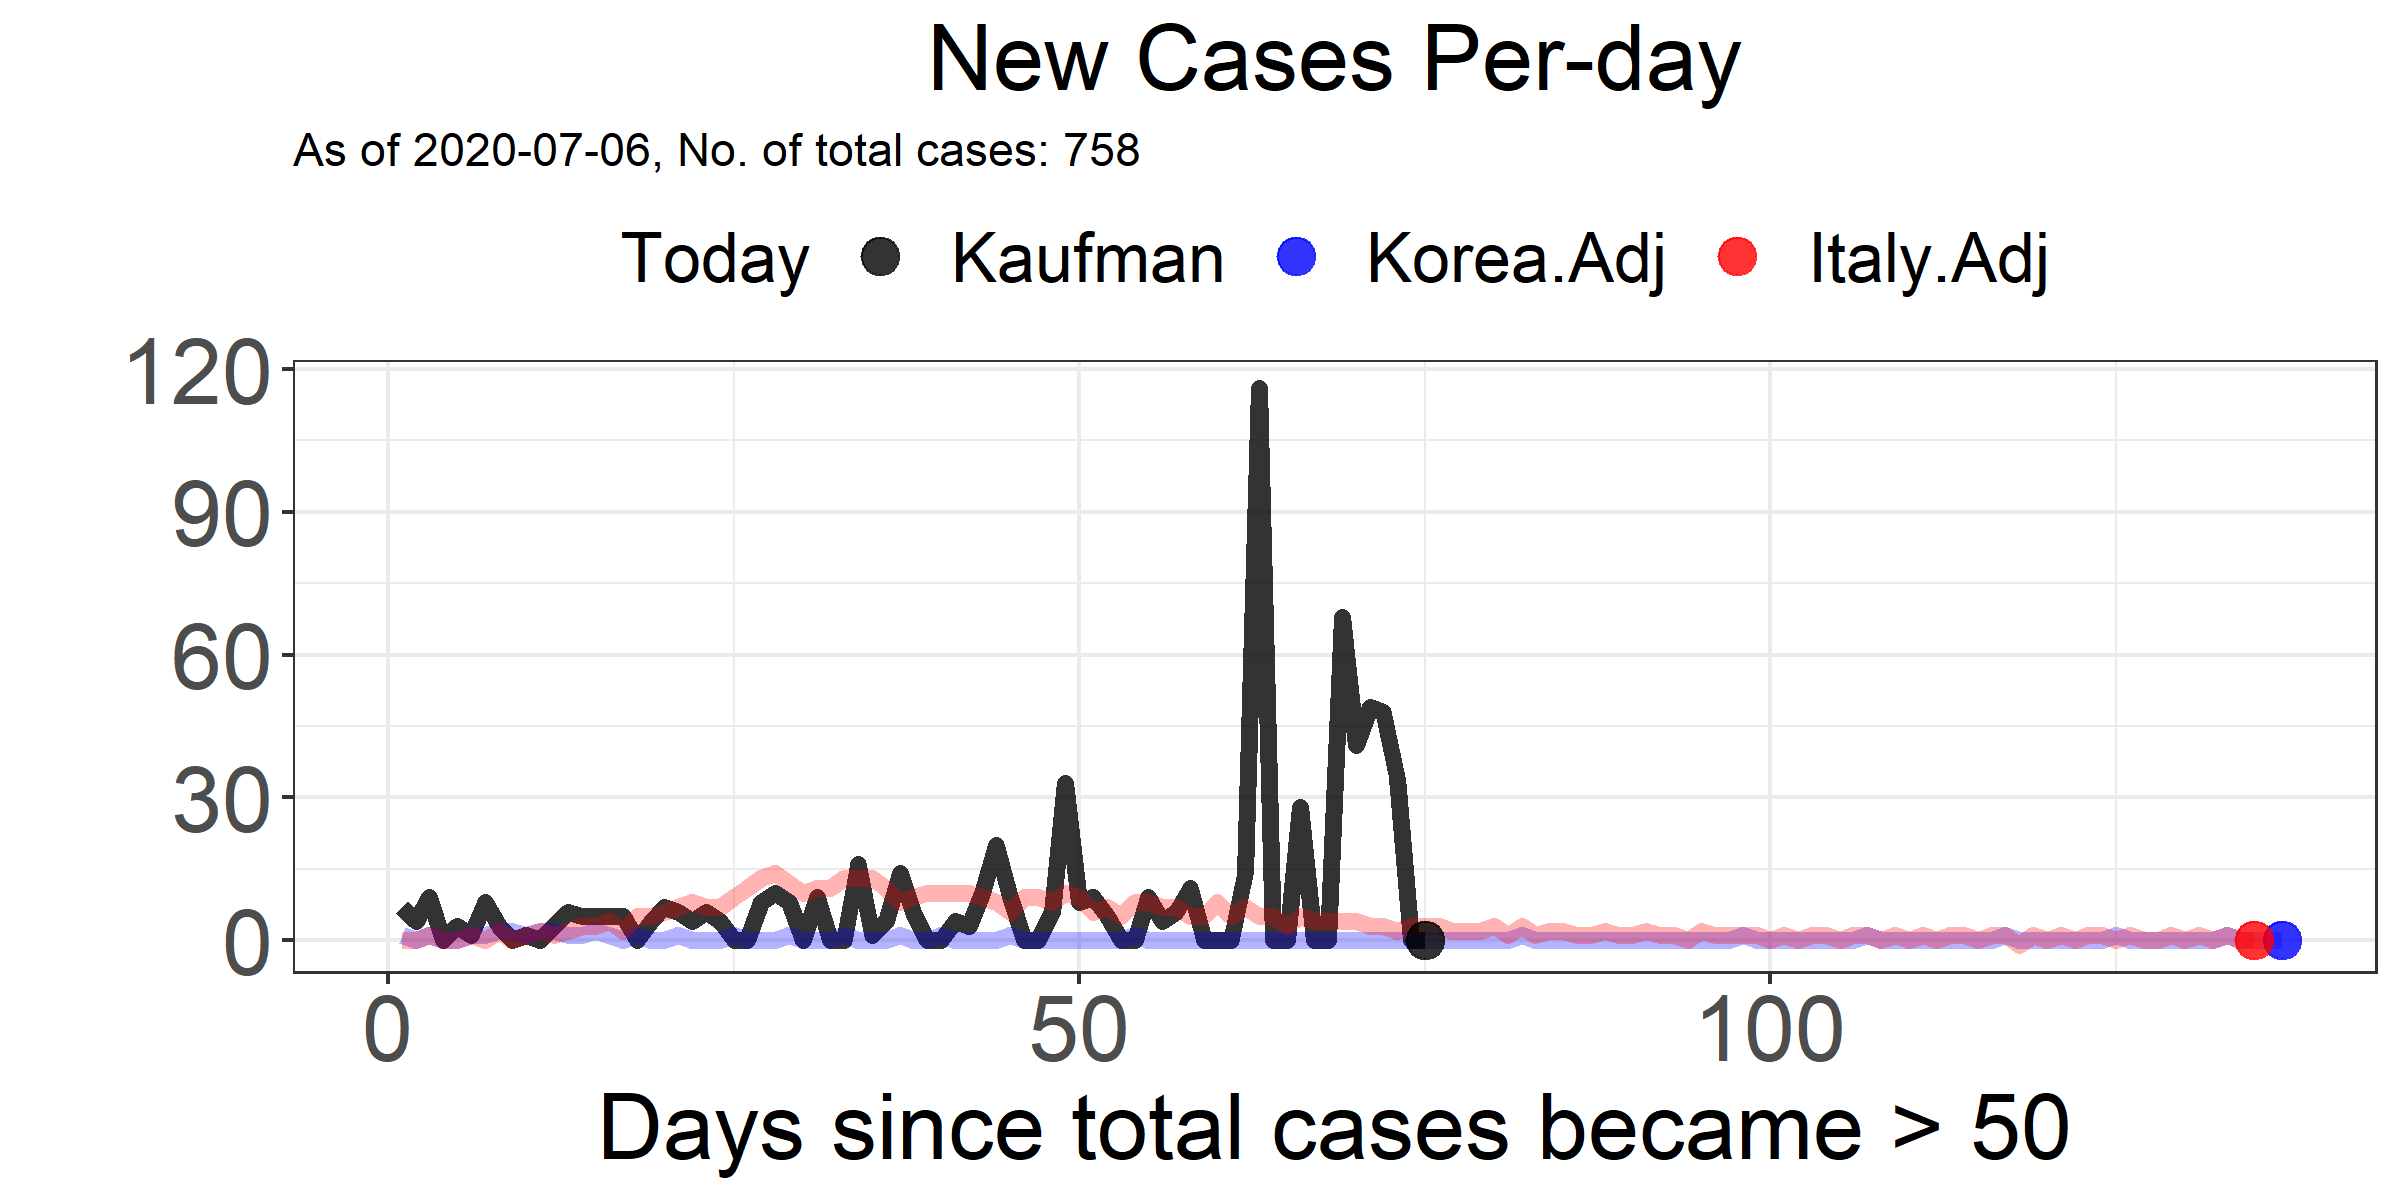 New Cases Per-day
As of 2020-07-06, No. of total cases: 758
Today Kaufman Korea.Adj Italy.Adj
120
90
60
30
0
0 50 100
Days since total cases became > 50